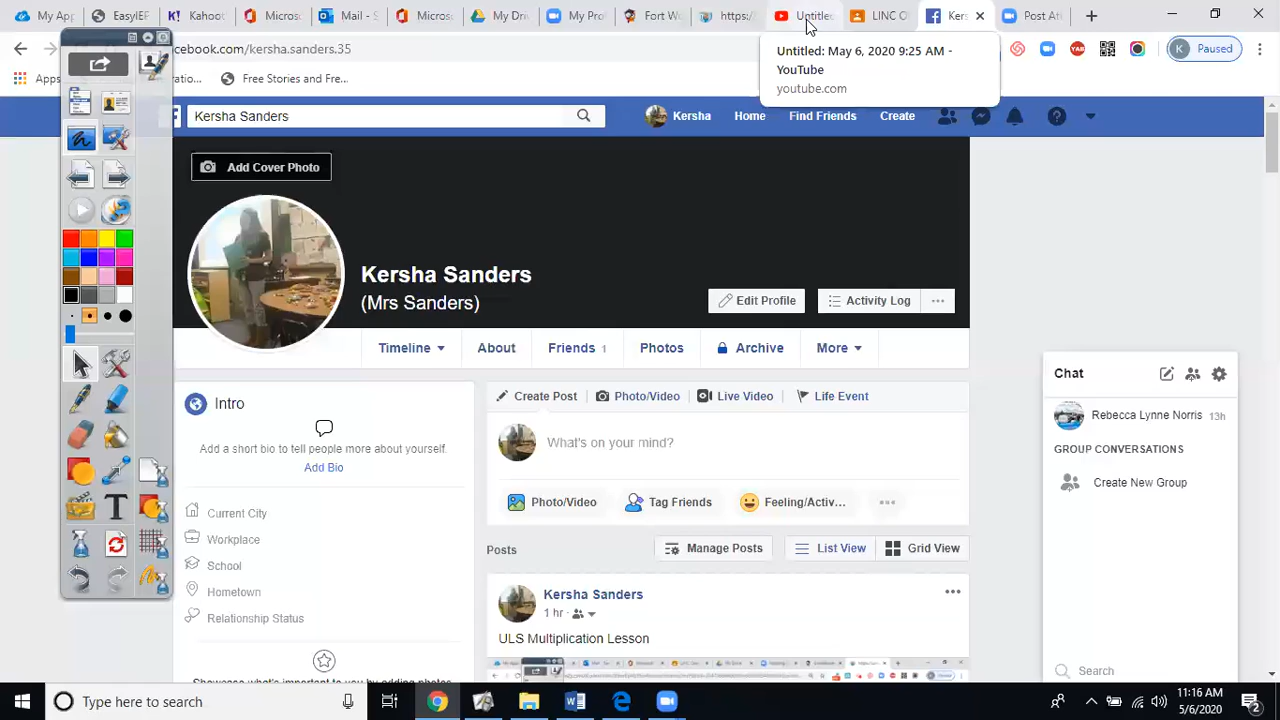 My Ap
EasyIEP
Kahoo
Micros
Mail - S
Micros
My Dri
My Pro
Fort Wo
https:/
Untitle
LINC O
Kers
Post At
cebook.com/kersha.sanders.35
K Paused
Untitled: May 6, 2020 9:25 AM -
YouTube
youtube.com
Free Stories and Fre...
Kersha Sanders
Kersha Home Find Friends Create
Add Cover Photo
Kersha Sanders
(Mrs Sanders)
Edit Profile
Activity Log
Timeline About Friends 1 Photos Archive More
Intro
Add a short bio to tell people more about yourself.
Add Bio
Current City
Workplace
School
Hometown
Relationship Status
Create Post Photo/Video Live Video Life Event
What's on your mind?
Photo/Video Tag Friends Feeling/Activ...
Posts Manage Posts List View Grid View
Kersha Sanders
1 hr
ULS Multiplication Lesson
Chat
Rebecca Lynne Norris 13h
GROUP CONVERSATIONS
Create New Group
Search
Type here to search
11:16 AM
5/6/2020
2